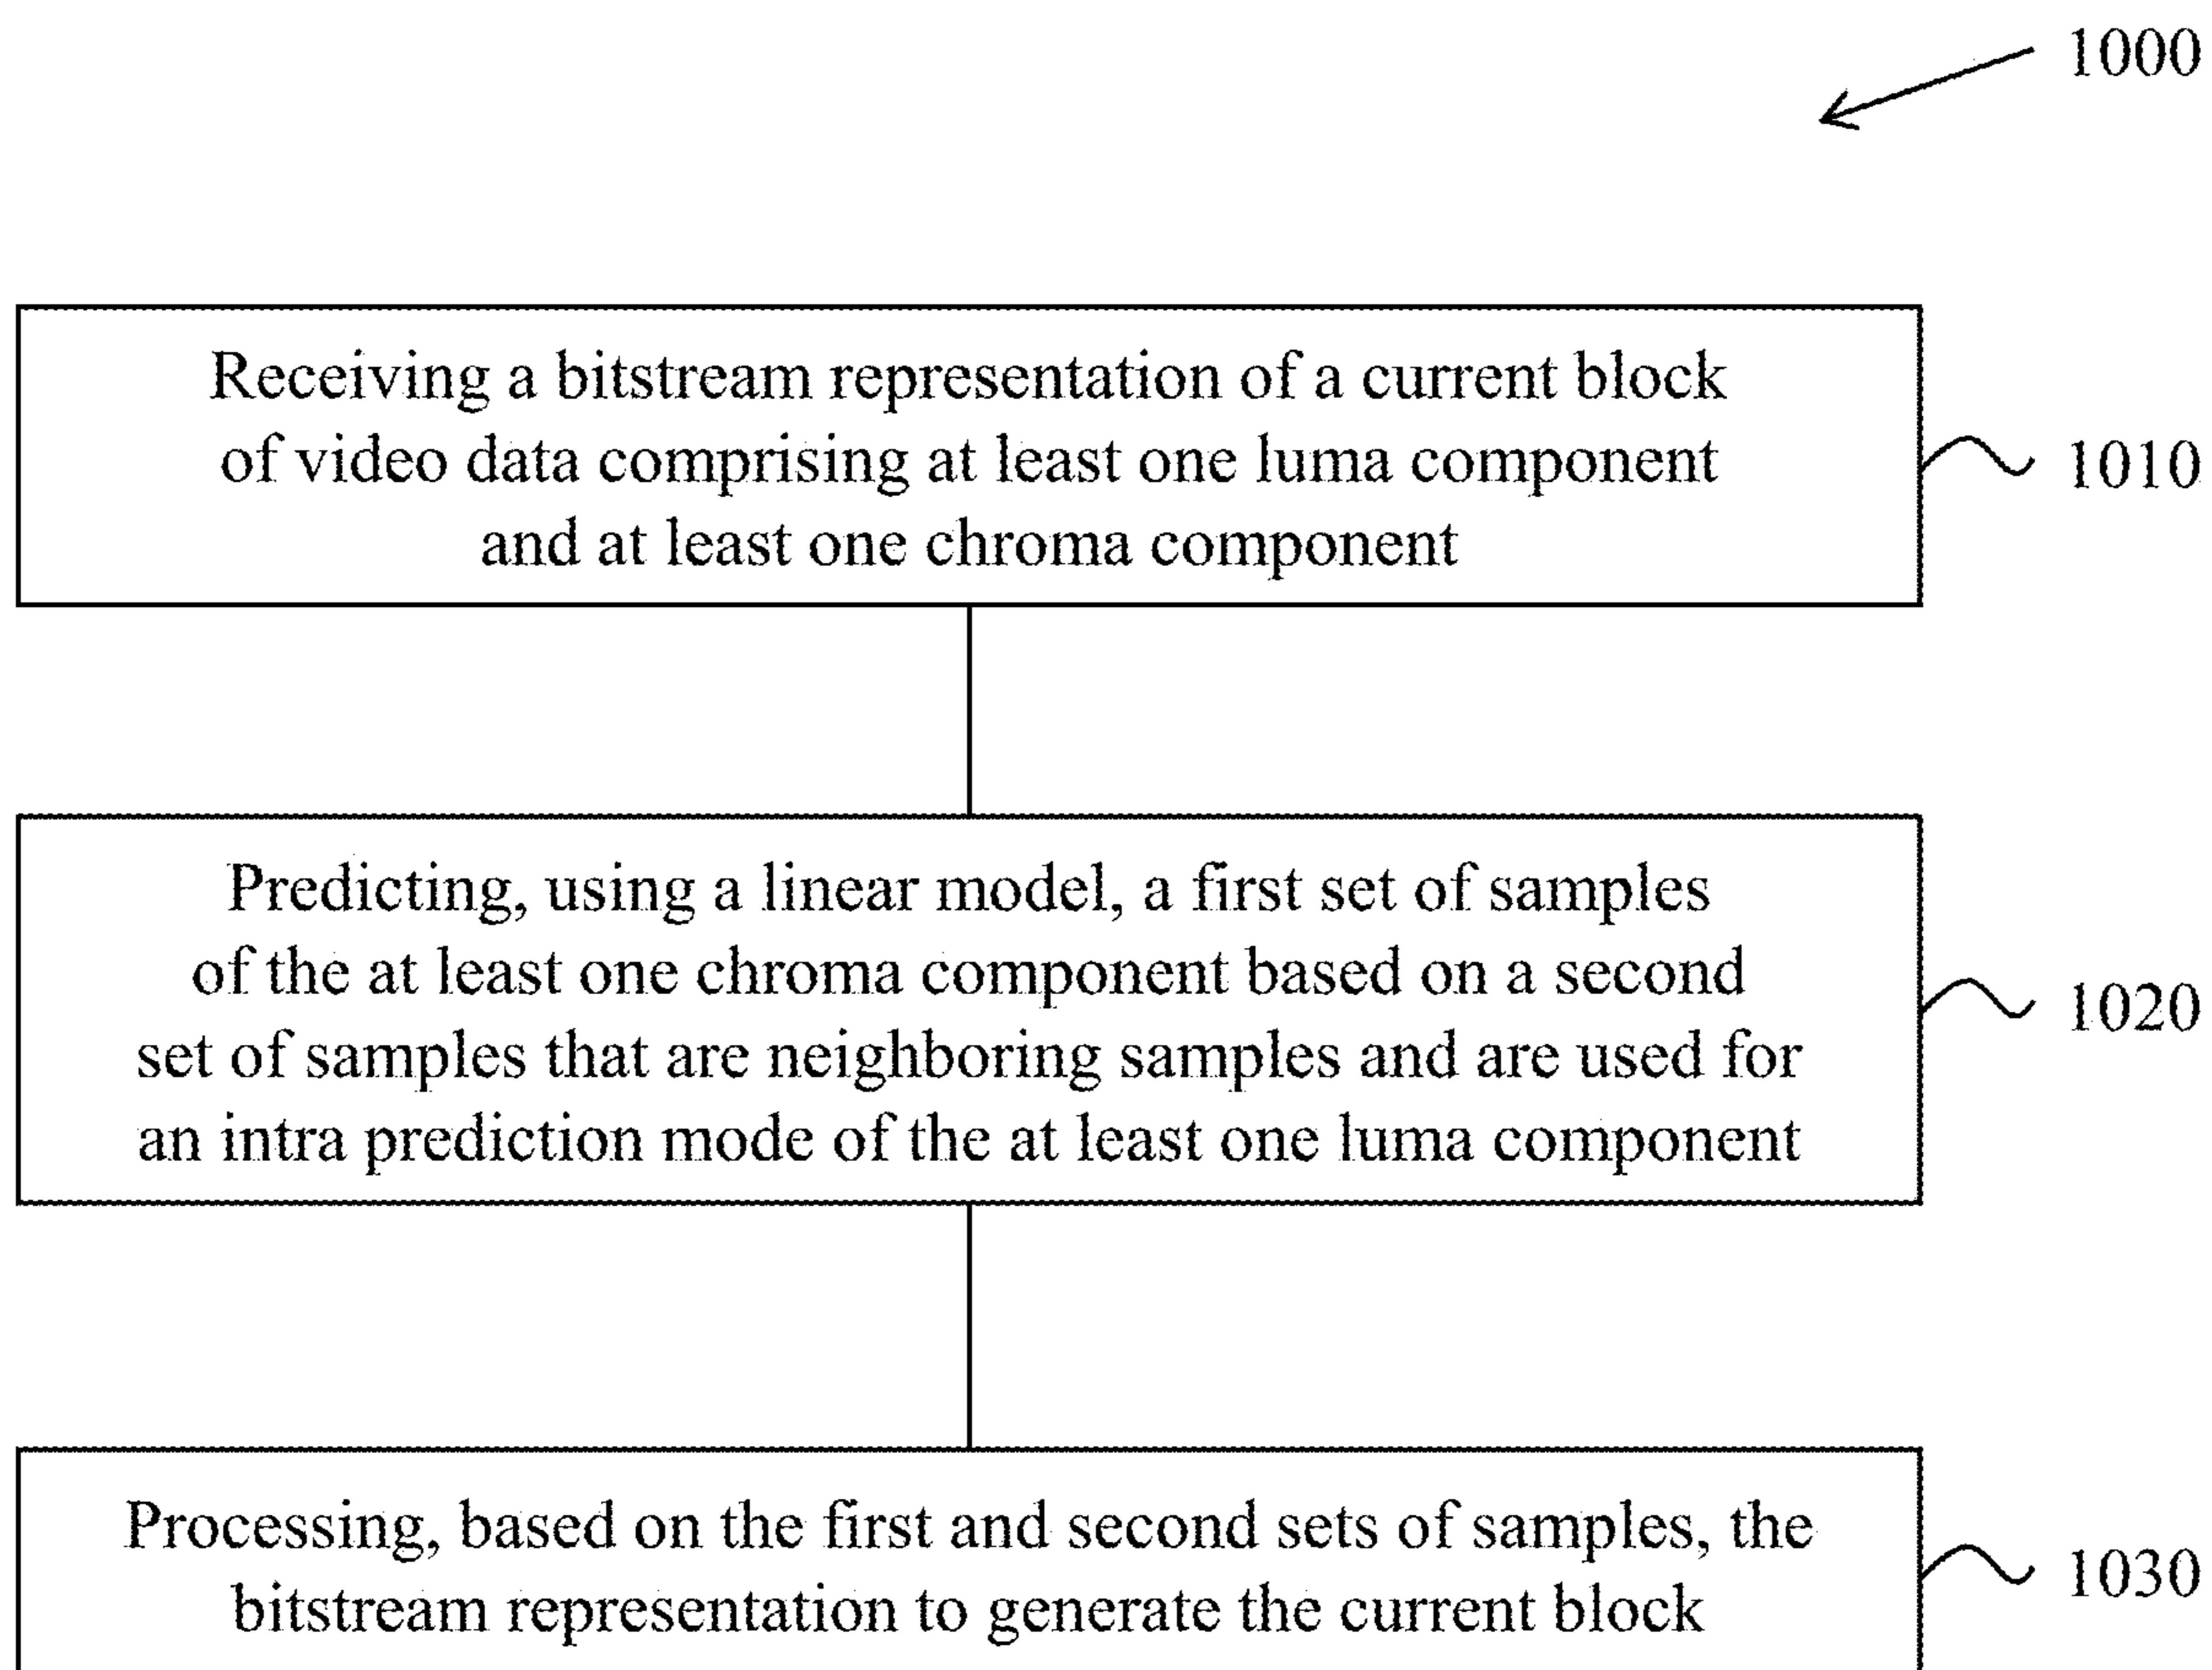 1000
Receiving a bitstream representation of a current block
of video data comprising at least one luma component
and at least one chroma component
1010
Predicting, using a linear model, a first set of samples
of the at least one chroma component based on a second
set of samples that are neighboring samples and are used for
an intra prediction mode of the at least one luma component
1020
Processing, based on the first and second sets of samples, the
bitstream representation to generate the current block
1030